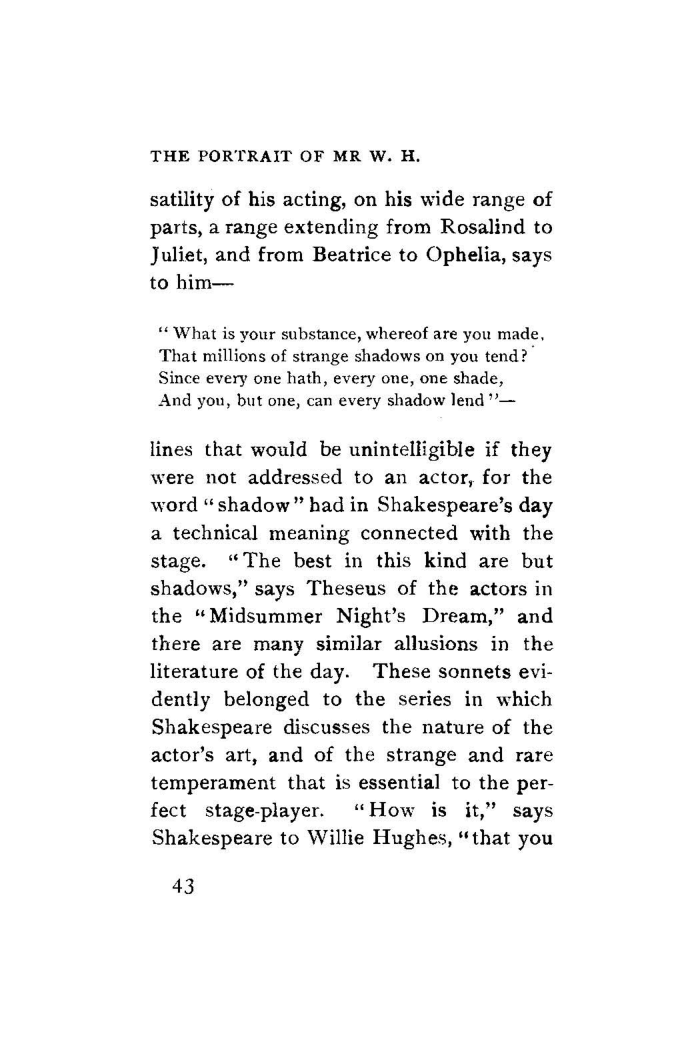 THE PORTRAIT OF MR W. H.
satility of his acting, on his wide range of
parts, a range extending from Rosalind to
Juliet, and from Beatrice to Ophelia, says
to him—
“ What is your substance, whereof are you made,
That millions of strange shadows on you tend?
Since every one hath, every one, one shade,
And you, but one, can every shadow lend ”—
lines that would be unintelligible if they
were not addressed to an actor, for the
word “ shadow ” had in Shakespeare’s day
a technical meaning connected with the
stage. “ The best in this kind are but
shadows,” says Theseus of the actors in
the “ Midsummer Night’s Dream,” and
there are many similar allusions in the
literature of the day. These sonnets evi-
dently belonged to the series in which
Shakespeare discusses the nature of the
actor’s art, and of the strange and rare
temperament that is essential to the per-
fect stage-player. “ How is it,” says
Shakespeare to Willie Hughes, “ that you
43